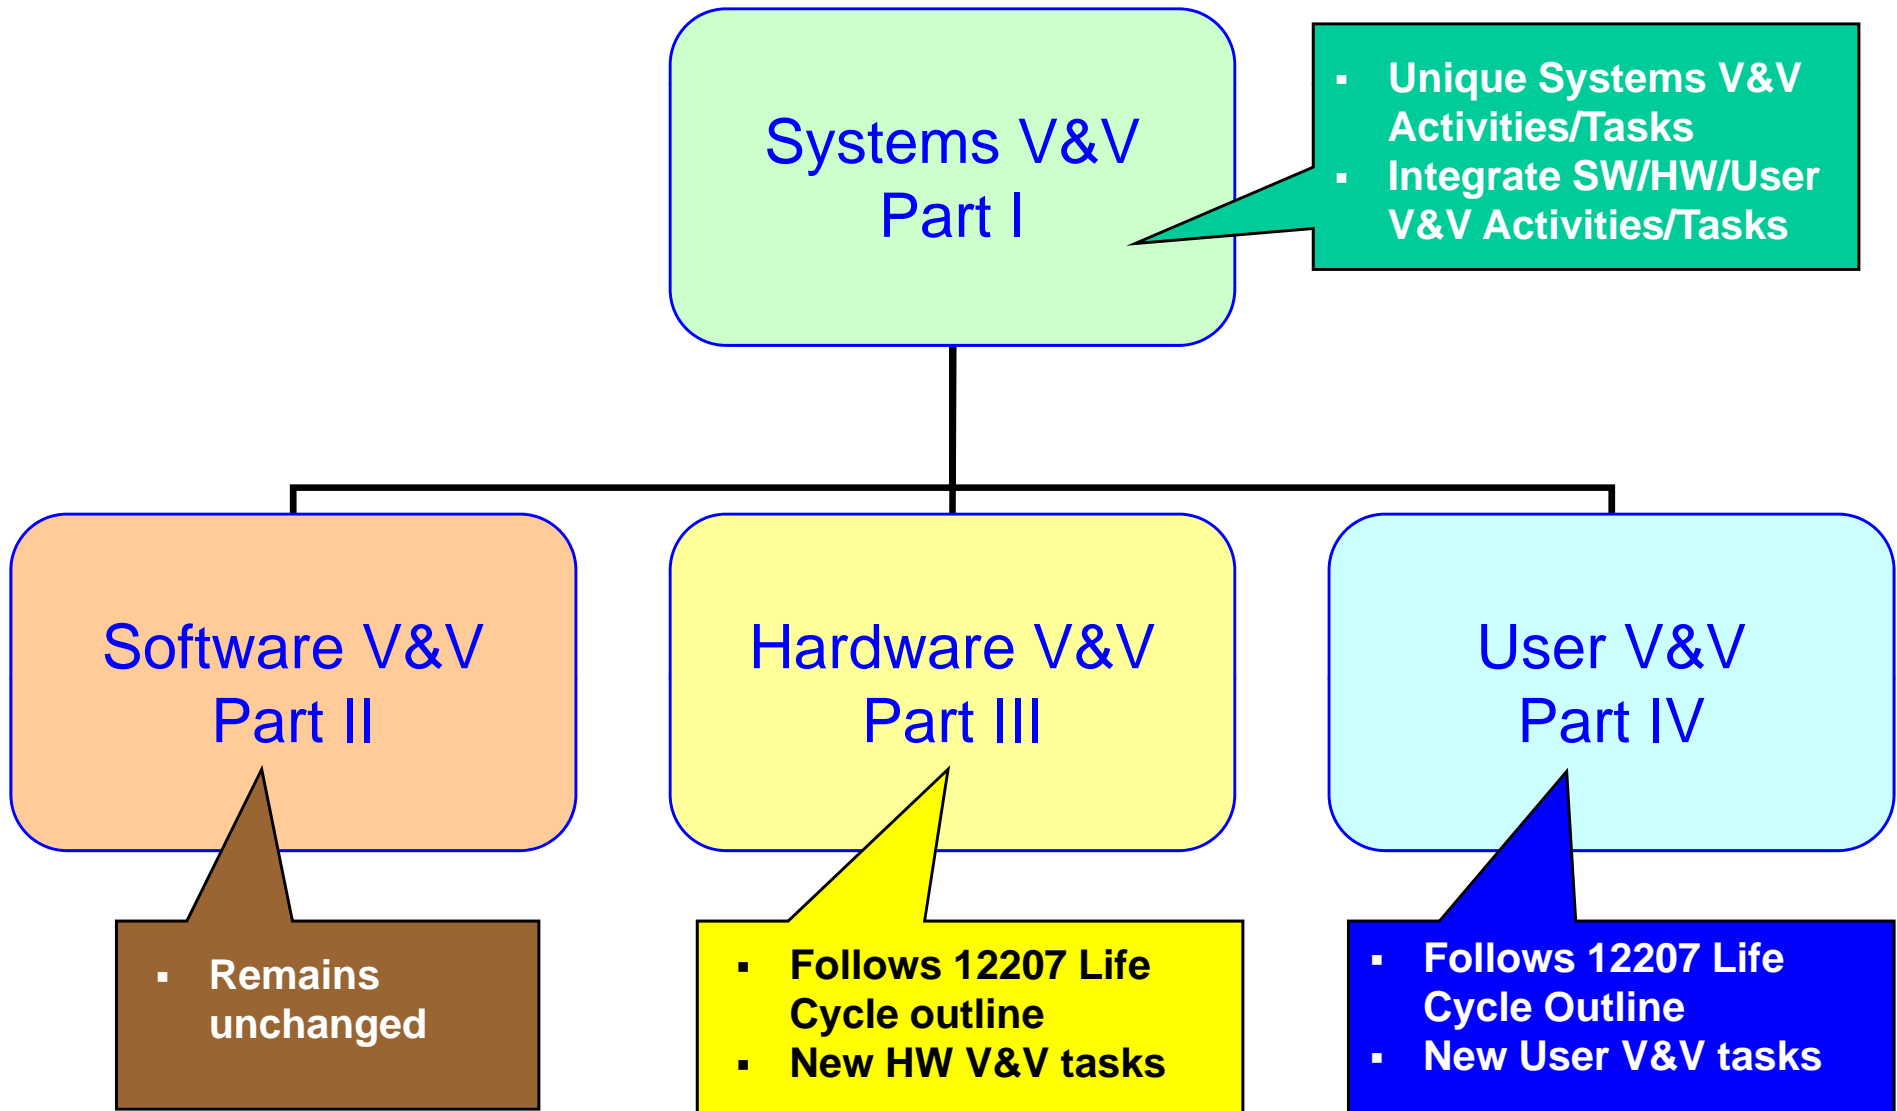 Systems V&V
Part I
▪ Unique Systems V&V
Activities/Tasks
▪ Integrate SW/HW/User
V&V Activities/Tasks
Software V&V
Part II
Hardware V&V
Part III
User V&V
Part IV
▪ Remains
unchanged
▪ Follows 12207 Life
Cycle outline
▪ New HW V&V tasks
▪ Follows 12207 Life
Cycle Outline
▪ New User V&V tasks